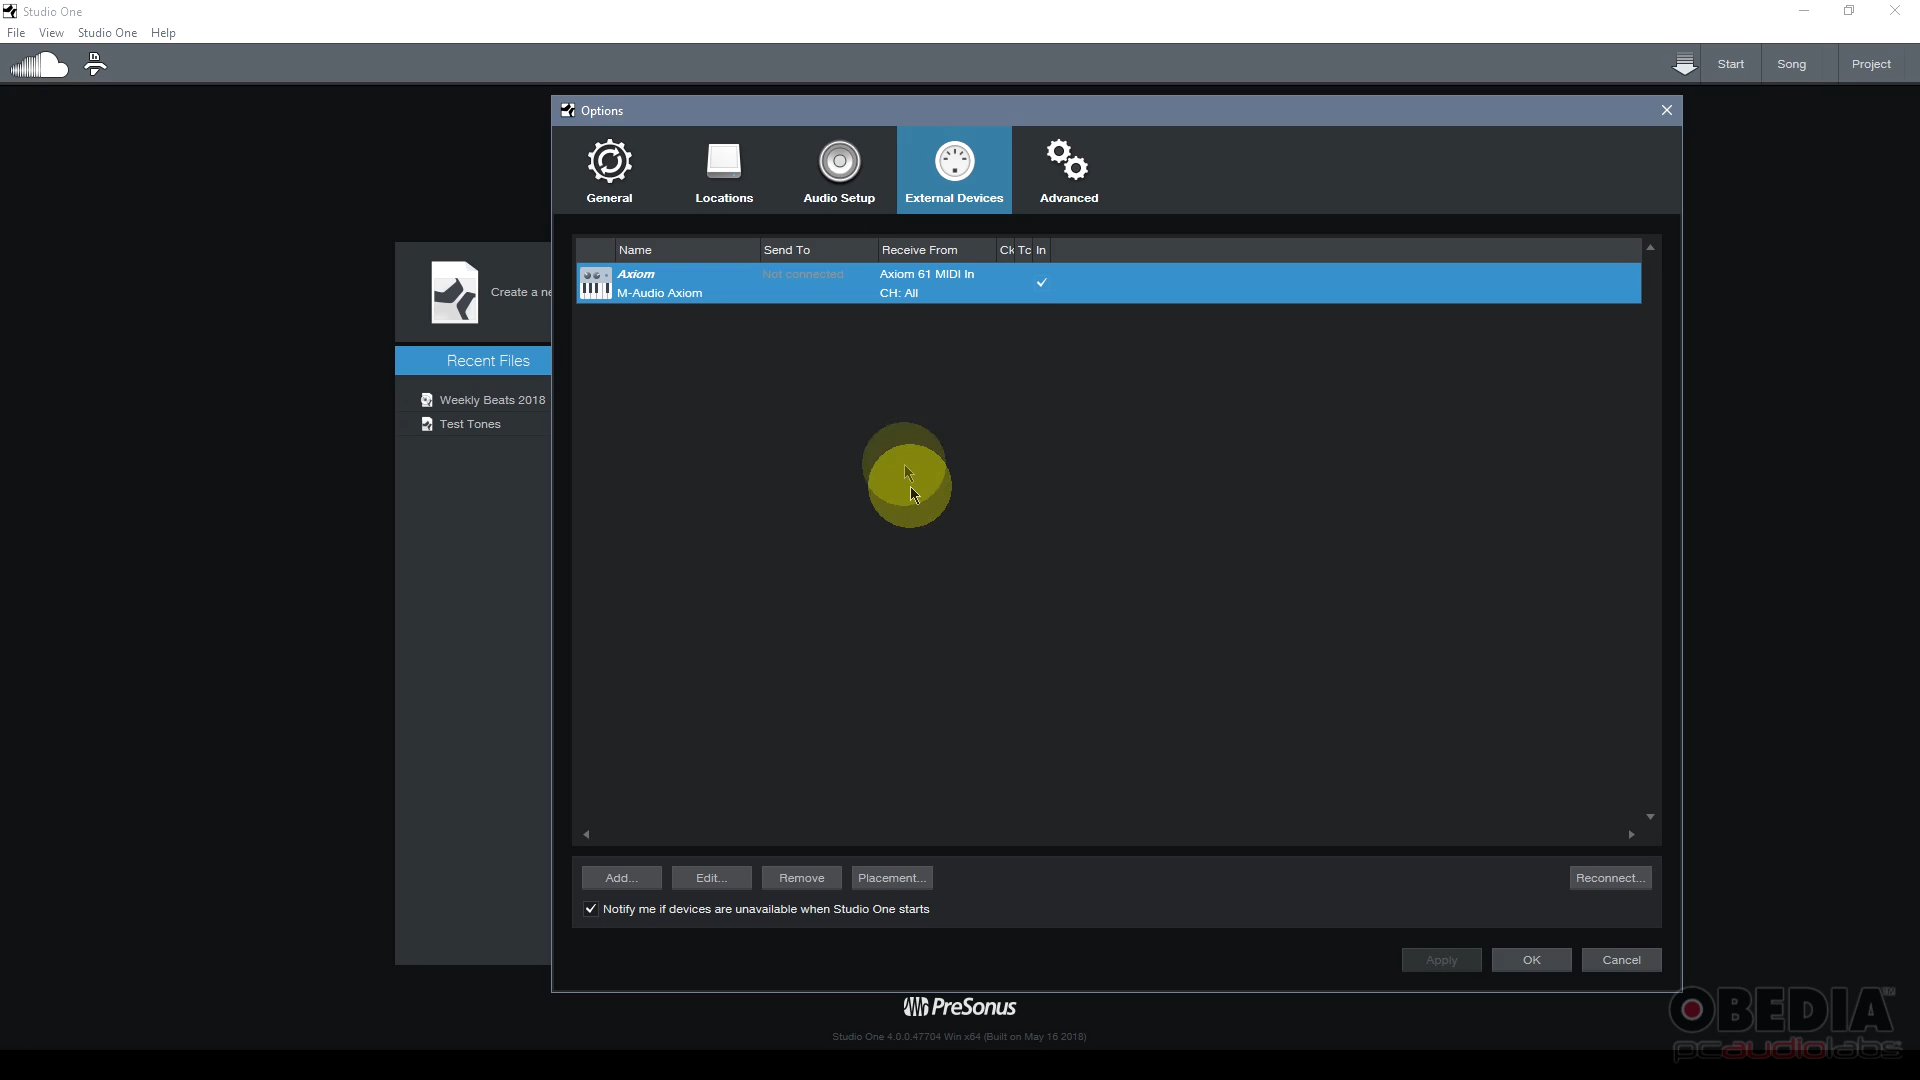 Studio One
File View Studio One Help
Start Song Project
Options
General Locations Audio Setup External Devices Advanced
Name Send To Receive From Ck Tc In
Axiom Not connected Axiom 61 MIDI In
M-Audio Axiom CH: All
Create a ne
Recent Files
Weekly Beats 2018
Test Tones
Add... Edit... Remove Placement... Reconnect...
Notify me if devices are unavailable when Studio One starts
Apply OK Cancel
PreSonus
Studio One 4.0.0.47704 Win x64 (Built on May 16 2018)
OBEDIA™
pcaudiolabs